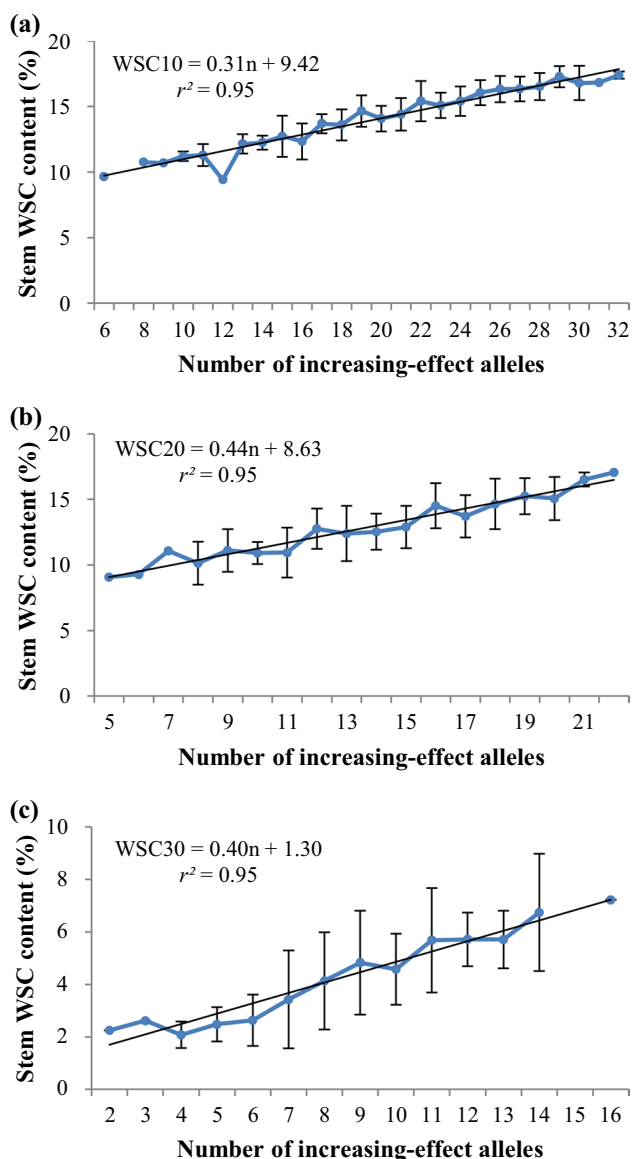 (a)
20
WSC10 = 0.31n + 9.42
r² = 0.95
15
10
5
0
Stem WSC content (%)
6 8 10 12 14 16 18 20 22 24 26 28 30 32
Number of increasing-effect alleles
(b)
20
WSC20 = 0.44n + 8.63
r² = 0.95
15
10
5
0
Stem WSC content (%)
5 7 9 11 13 15 17 19 21
Number of increasing-effect alleles
(c)
10
WSC30 = 0.40n + 1.30
r² = 0.95
8
6
4
2
0
Stem WSC content (%)
2 3 4 5 6 7 8 9 10 11 12 13 14 15 16
Number of increasing-effect alleles